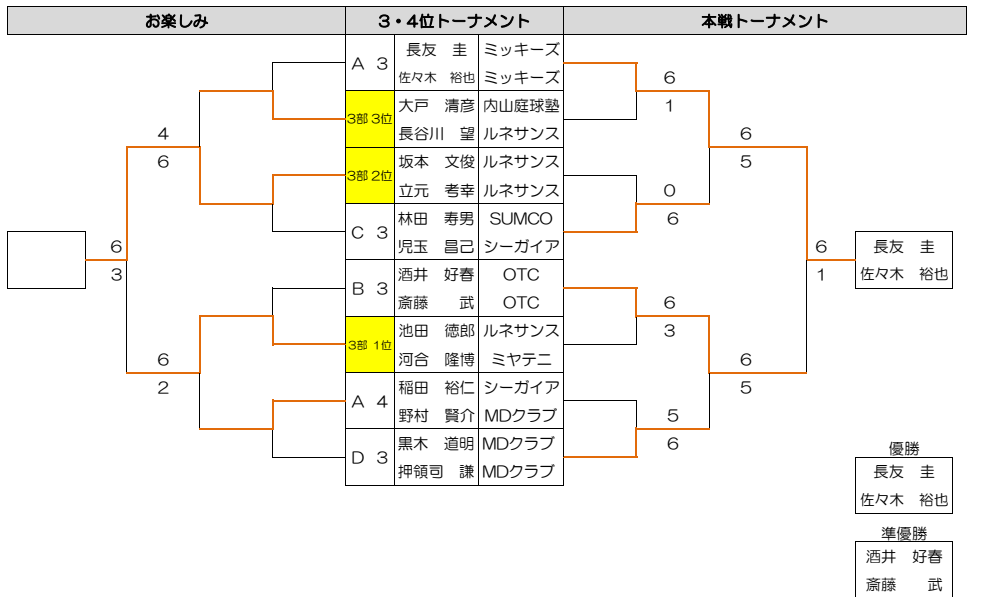 お楽しみ 3・4位トーナメント 本戦トーナメント
A 3 長友 圭 ミッキーズ
佐々木 裕也 ミッキーズ 6
3部 3位 大戸 清彦 内山庭球塾 1
4 長谷川 望 ルネサンス 6
6 3部 2位 坂本 文俊 ルネサンス 5
立元 考幸 ルネサンス 0
C 3 林田 寿男 SUMCO 6
6 児玉 昌己 シーガイア 6 長友 圭
3 B 3 酒井 好春 OTC 1 佐々木 裕也
斎藤 武 OTC 6
3部 1位 池田 徳郎 ルネサンス 3
6 河合 隆博 ミヤテニ 6
2 A 4 稲田 裕仁 シーガイア 5
野村 賢介 MDクラブ 5
D 3 黒木 道明 MDクラブ 6
押領司 謙 MDクラブ
優勝
長友 圭
佐々木 裕也
準優勝
酒井 好春
斎藤 武